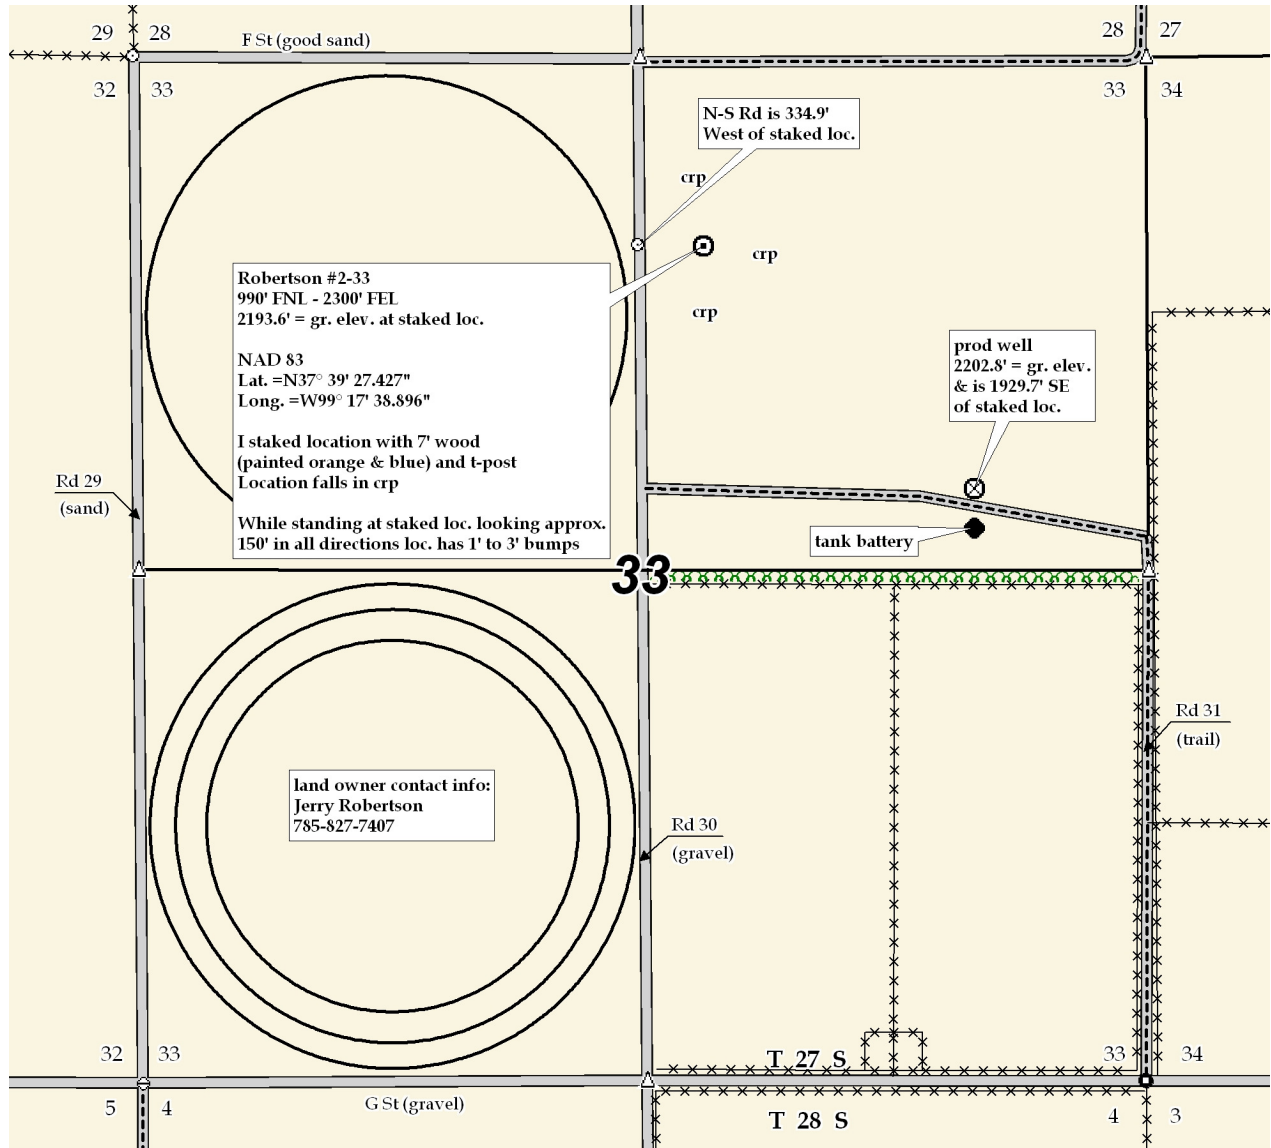 29 28
28 27
F St (good sand)
32 33
33 34
N-S Rd is 334.9'
West of staked loc.
crp
crp
crp
Robertson #2-33
990' FNL - 2300' FEL
2193.6' = gr. elev. at staked loc.
NAD 83
Lat. =N37° 39' 27.427"
Long. =W99° 17' 38.896"
I staked location with 7' wood
(painted orange & blue) and t-post
Location falls in crp
While standing at staked loc. looking approx.
150' in all directions loc. has 1' to 3' bumps
prod well
2202.8' = gr. elev.
& is 1929.7' SE
of staked loc.
Rd 29
(sand)
tank battery
33
Rd 31
(trail)
land owner contact info:
Jerry Robertson
785-827-7407
Rd 30
(gravel)
32 33
T 27 S
33 34
5 4
G St (gravel)
T 28 S
4 3